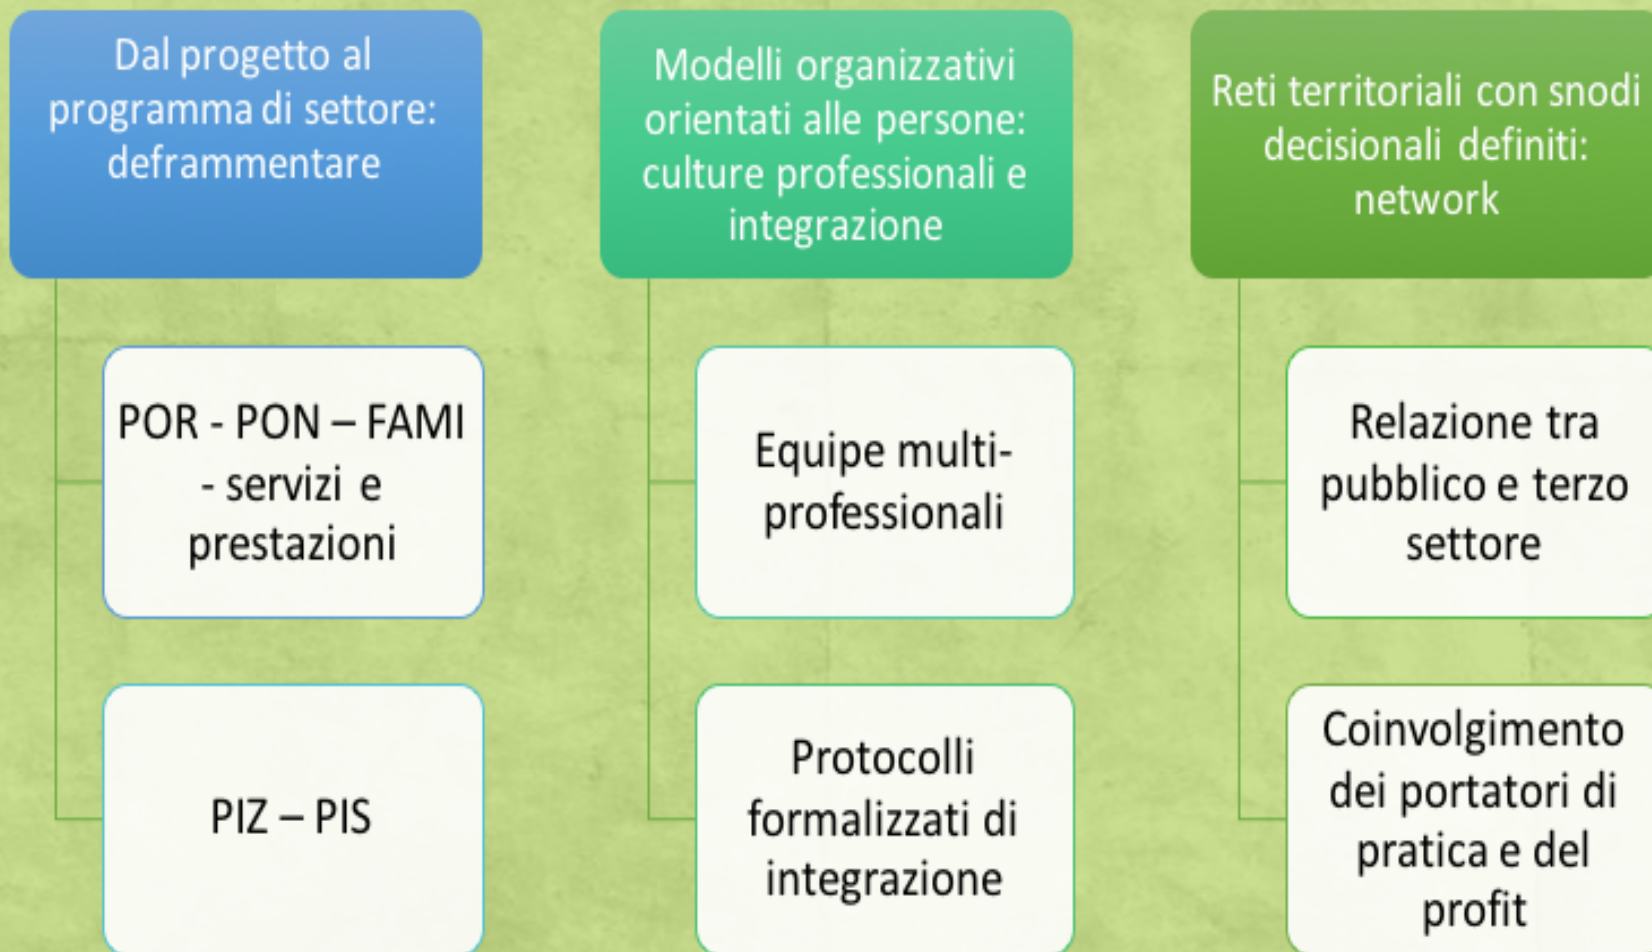 Dal progetto al
programma di settore:
deframmentare
POR - PON – FAMI
- servizi e
prestazioni
PIZ – PIS
Modelli organizzativi
orientati alle persone:
culture professionali e
integrazione
Equipe multi-
professionali
Protocolli
formalizzati di
integrazione
Reti territoriali con snodi
decisionali definiti:
network
Relazione tra
pubblico e terzo
settore
Coinvolgimento
dei portatori di
pratica e del
profit